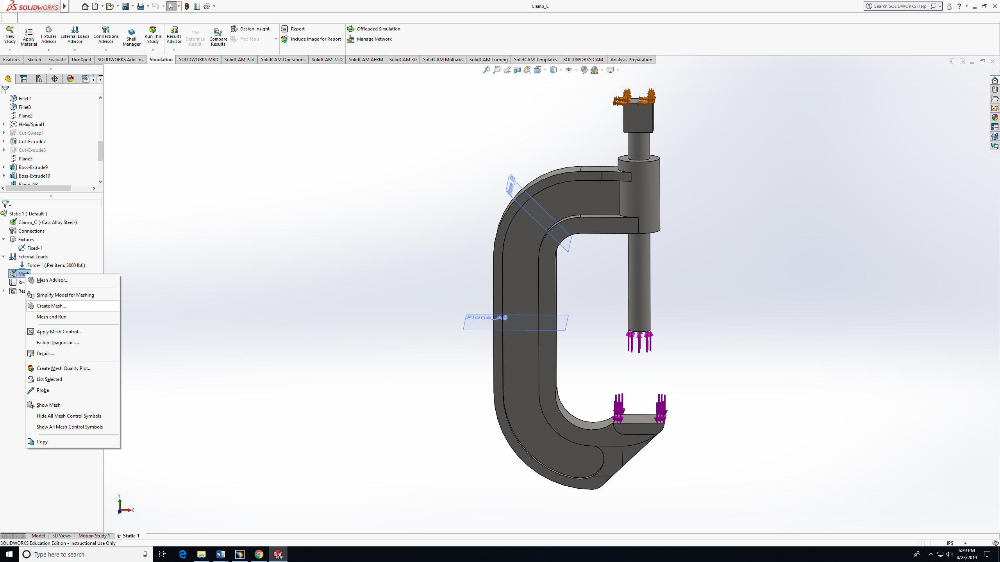 SOLIDWORKS
Clamp_C
Search SOLIDWORKS Help
New Study
Apply Material
Fixtures Advisor
External Loads Advisor
Connections Advisor
Shell Manager
Run This Study
Results Advisor
Deformed Result
Compare Results
Design Insight
Plot Tools
Report
Include Image for Report
Offloaded Simulation
Manage Network
Features Sketch Evaluate DimXpert SOLIDWORKS Add-Ins Simulation SOLIDWORKS MBD SolidCAM Part SolidCAM Operations SolidCAM 2.5D SolidCAM AFRM SolidCAM 3D SolidCAM Multiaxis SolidCAM Turning SolidCAM Templates SOLIDWORKS CAM Analysis Preparation
Fillet2
Fillet3
Plane2
Helix/Spiral1
Cut-Sweep1
Cut-Extrude7
Cut-Extrude8
Plane3
Boss-Extrude9
Boss-Extrude10
Plane_AB
Static 1 (-Default-)
Clamp_C (-Cast Alloy Steel-)
Connections
Fixtures
Fixed-1
External Loads
Force-1 (:Per item: 3000 lbf:)
Mesh
Res
Res
Mesh Advisor...
Simplify Model for Meshing
Create Mesh...
Mesh and Run
Apply Mesh Control...
Failure Diagnostics...
Details...
Create Mesh Quality Plot...
List Selected
Probe
Show Mesh
Hide All Mesh Control Symbols
Show All Mesh Control Symbols
Copy
Plane_AB
Y
X
Model 3D Views Motion Study 1 Static 1
SOLIDWORKS Education Edition - Instructional Use Only
IPS
Type here to search
SW 2018
6:39 PM
4/23/2019